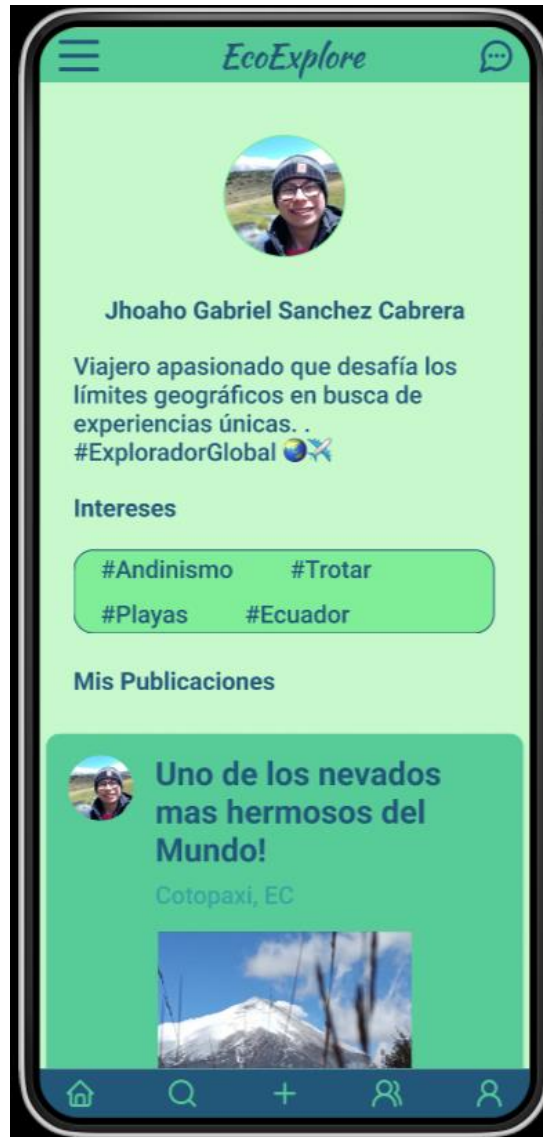 EcoExplore
Jhoaho Gabriel Sanchez Cabrera
Viajero apasionado que desafía los
límites geográficos en busca de
experiencias únicas. .
#ExploradorGlobal 🌏✈️
Intereses
#Andinismo #Trotar
#Playas #Ecuador
Mis Publicaciones
Uno de los nevados
mas hermosos del
Mundo!
Cotopaxi, EC